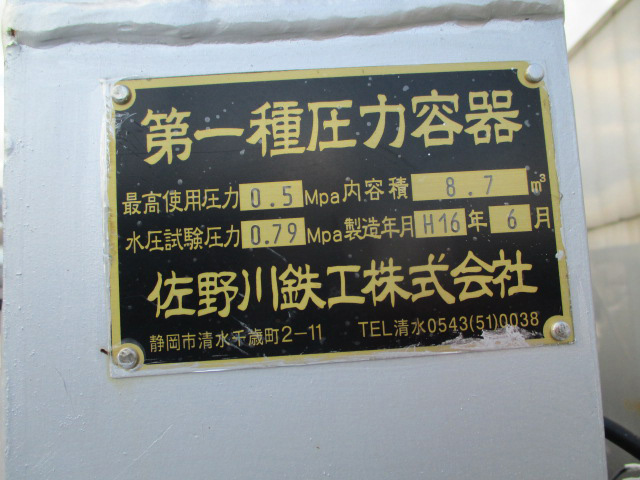 第一種圧力容器
最高使用圧力 0.5 Mpa 内容積 8.7 m³
水圧試験圧力 0.79 Mpa 製造年月 H16 年 6 月
佐野川鉄工株式会社
静岡市清水千歳町2-11 TEL清水0543(51)0038